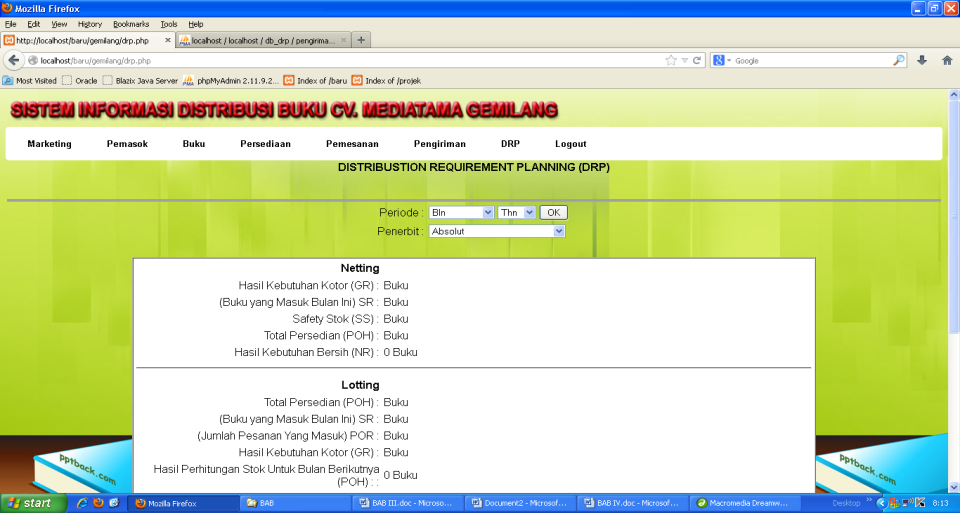 Mozilla Firefox
File Edit View History Bookmarks Tools Help
http://localhost/baru/gemilang/drp.php × localhost / localhost / db_drp / pengirima... × +
localhost/baru/gemilang/drp.php Google
Most Visited Oracle Blazix Java Server phpMyAdmin 2.11.9.2... Index of /baru Index of /projek
SISTEM INFORMASI DISTRIBUSI BUKU CV. MEDIATAMA GEMILANG
Marketing Pemasok Buku Persediaan Pemesanan Pengiriman DRP Logout
DISTRIBUSTION REQUIREMENT PLANNING (DRP)
Periode : Bln Thn OK
Penerbit : Absolut
Netting
Hasil Kebutuhan Kotor (GR) : Buku
(Buku yang Masuk Bulan Ini) SR : Buku
Safety Stok (SS) : Buku
Total Persedian (POH) : Buku
Hasil Kebutuhan Bersih (NR) : 0 Buku
Lotting
Total Persedian (POH) : Buku
(Buku yang Masuk Bulan Ini) SR : Buku
(Jumlah Pesanan Yang Masuk) POR : Buku
Hasil Kebutuhan Kotor (GR) : Buku
Hasil Perhitungan Stok Untuk Bulan Berikutnya (POH) : : 0 Buku
pptback.com pptback.com
start Mozilla Firefox BAB BAB III.doc - Microso... Document2 - Microsof... BAB IV.doc - Microsof... Macromedia Dreamw... Desktop » 8:13